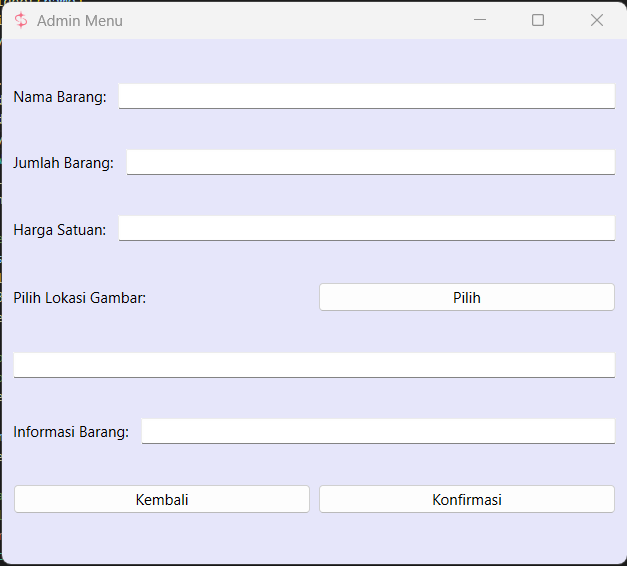 Admin Menu
Nama Barang:
Jumlah Barang:
Harga Satuan:
Pilih Lokasi Gambar: Pilih
Informasi Barang:
Kembali Konfirmasi